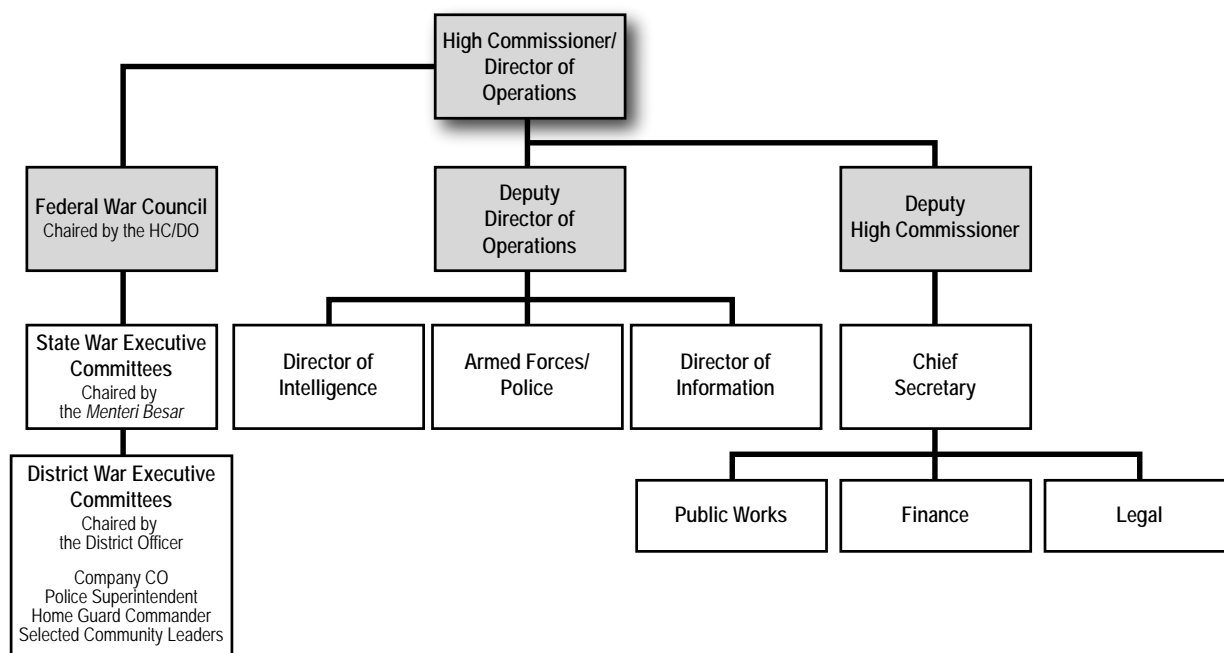 High Commissioner/
Director of
Operations
Federal War Council
Chaired by the HC/DO
Deputy
Director of
Operations
Deputy
High Commissioner
State War Executive
Committees
Chaired by
the Menteri Besar
Director of
Intelligence
Armed Forces/
Police
Director of
Information
Chief
Secretary
District War Executive
Committees
Chaired by
the District Officer
Company CO
Police Superintendent
Home Guard Commander
Selected Community Leaders
Public Works
Finance
Legal